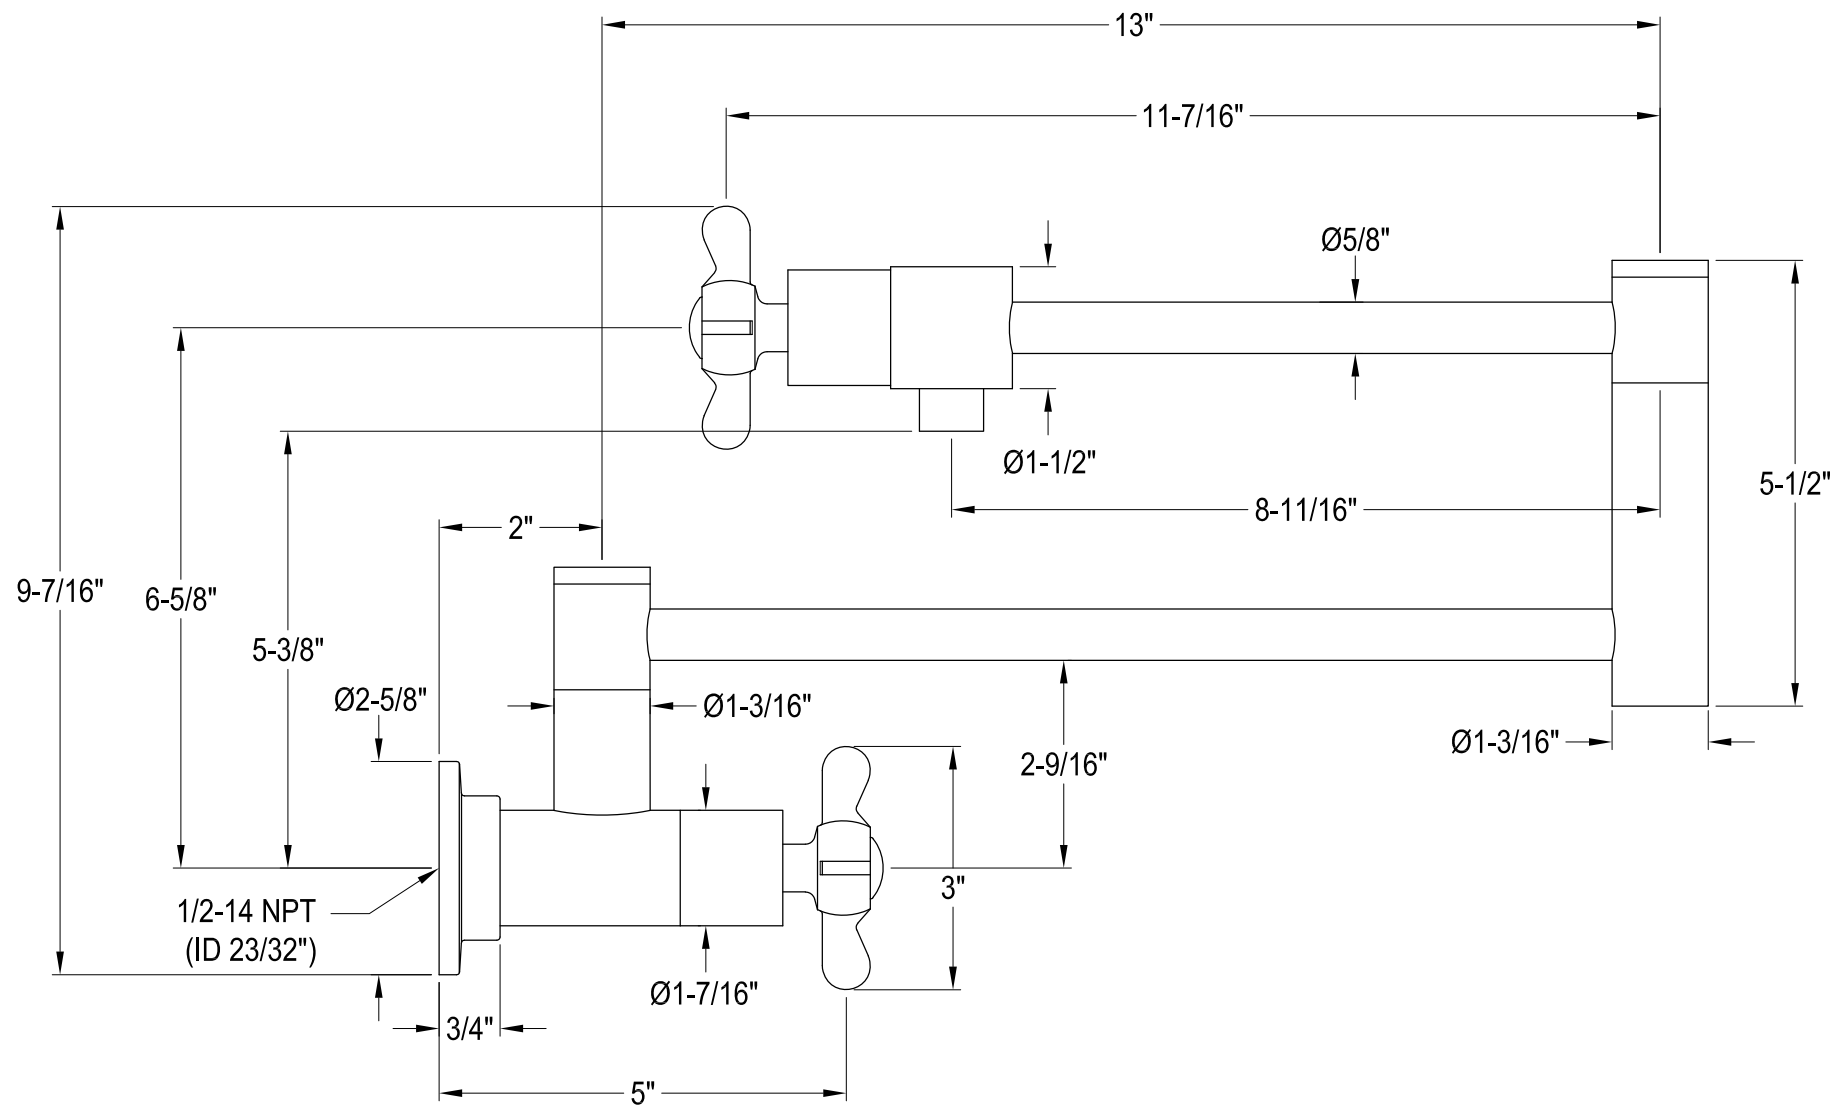 13"
11-7/16"
Ø5/8"
Ø1-1/2"
5-1/2"
8-11/16"
2"
9-7/16"
6-5/8"
5-3/8"
Ø2-5/8"
Ø1-3/16"
Ø1-3/16"
2-9/16"
3"
1/2-14 NPT
(ID 23/32")
Ø1-7/16"
3/4"
5"